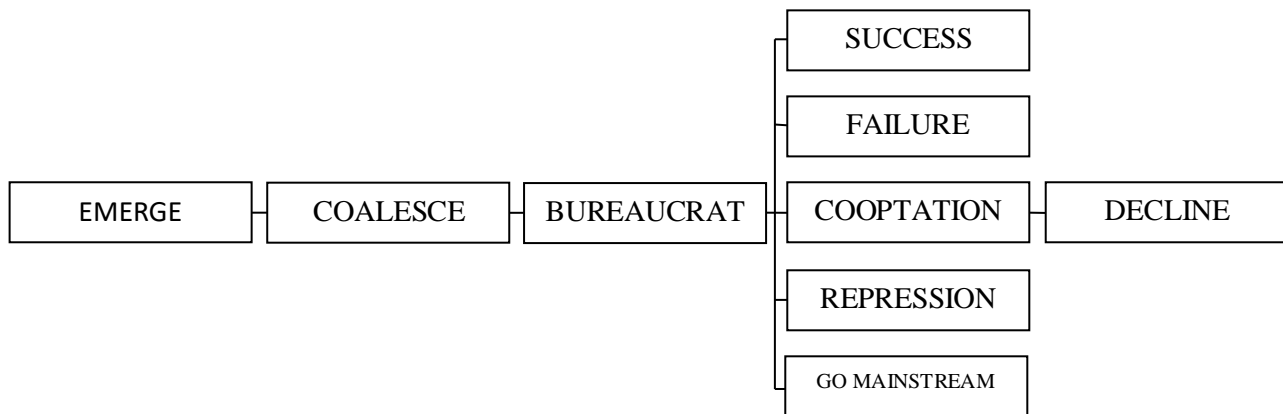 EMERGE
COALESCE
BUREAUCRAT
SUCCESS
FAILURE
COOPTATION
REPRESSION
GO MAINSTREAM
DECLINE